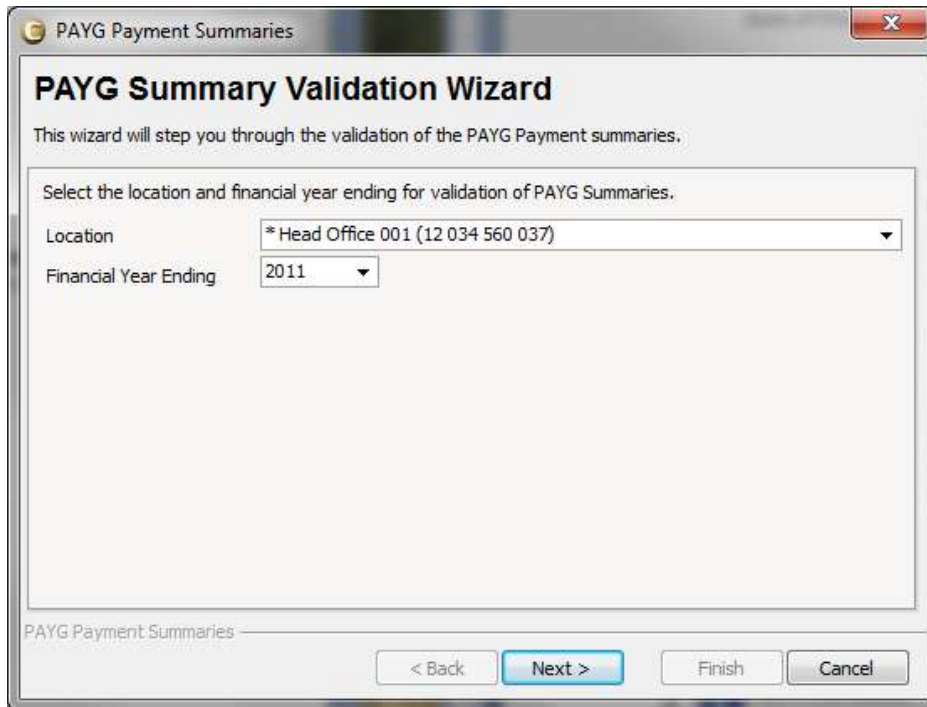 PAYG Payment Summaries
PAYG Summary Validation Wizard
This wizard will step you through the validation of the PAYG Payment summaries.
Select the location and financial year ending for validation of PAYG Summaries.
Location
* Head Office 001 (12 034 560 037)
Financial Year Ending
2011
PAYG Payment Summaries
< Back
Next >
Finish
Cancel